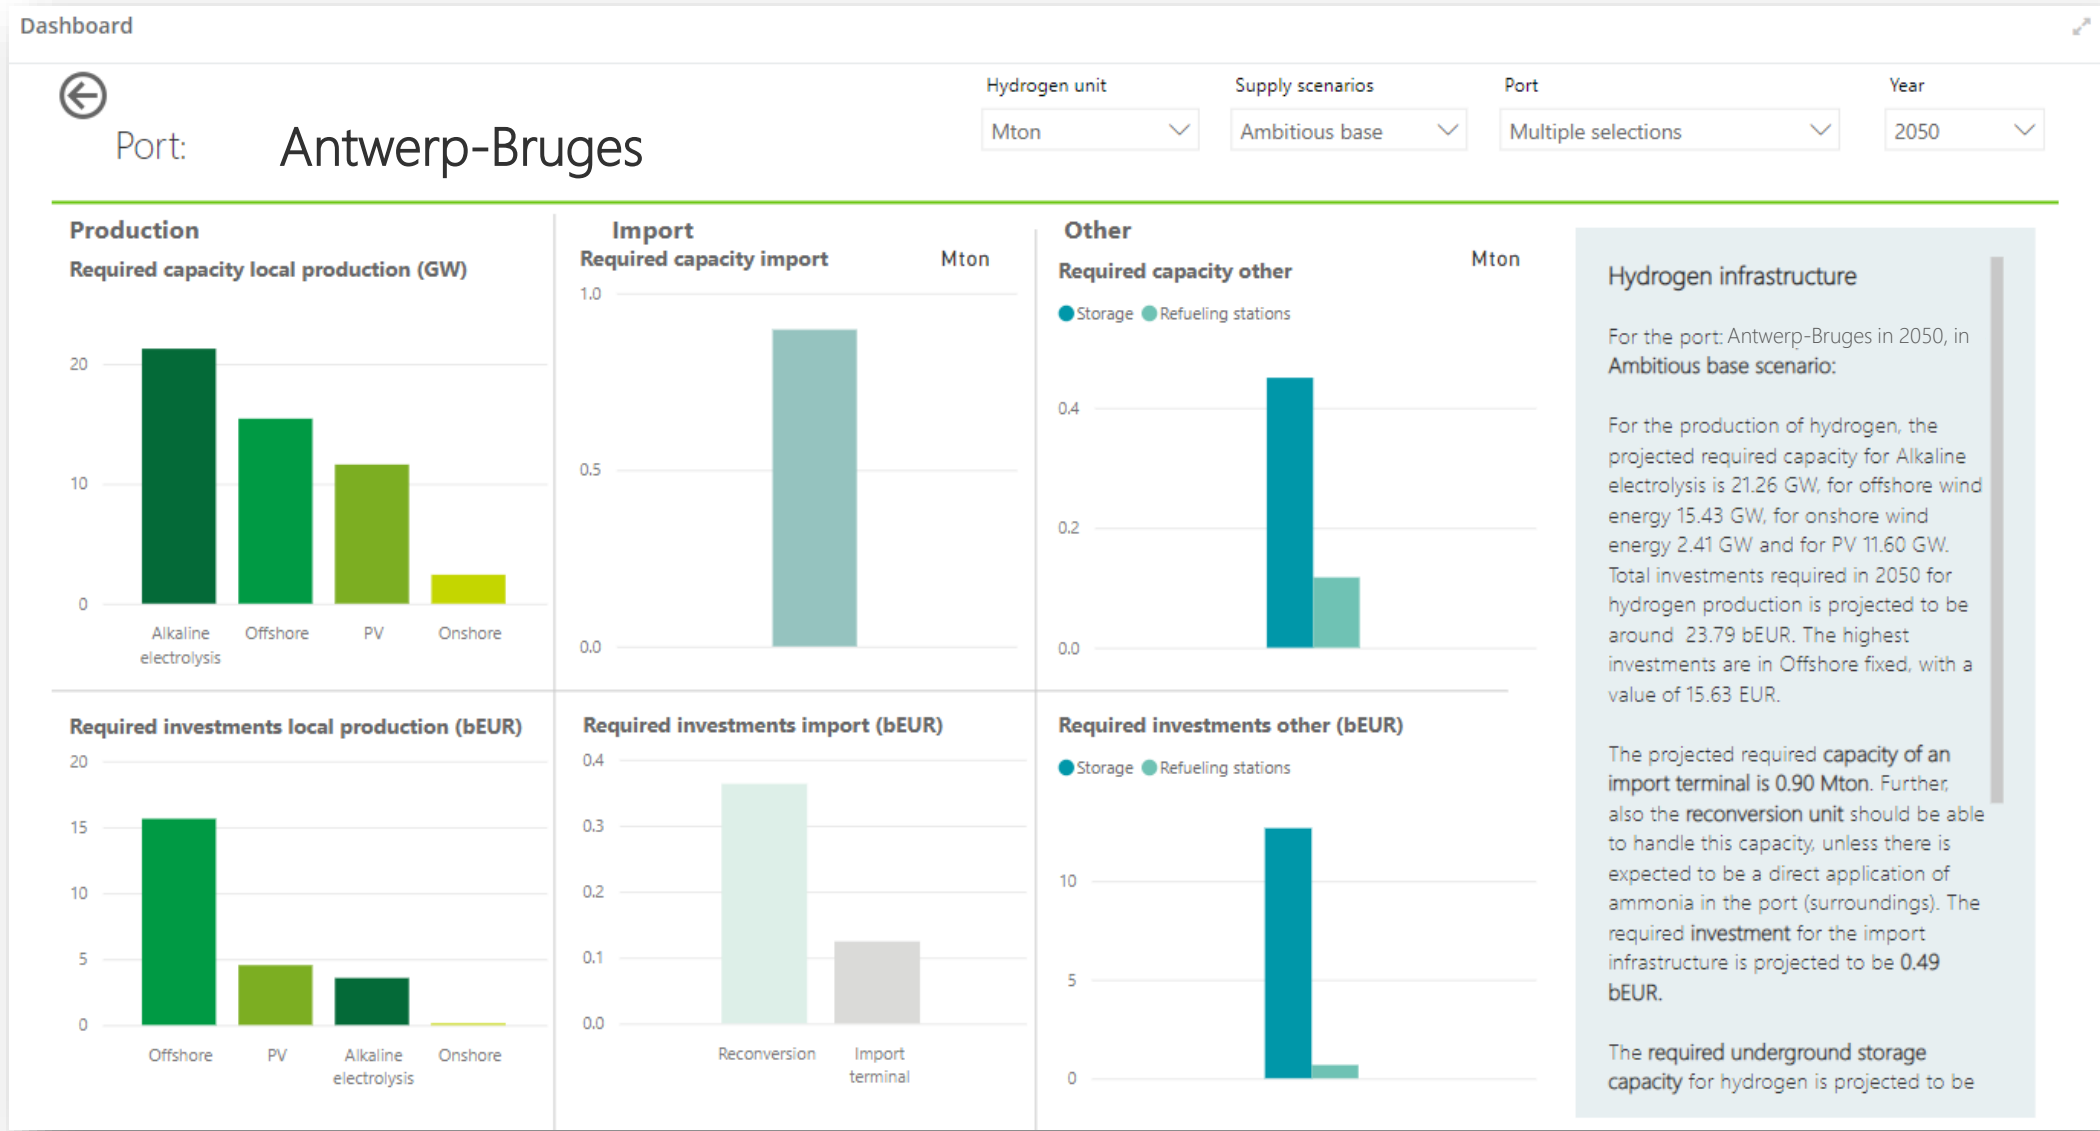 Dashboard
Hydrogen unit
Supply scenarios
Port
Year
Mton
Ambitious base
Multiple selections
2050
Port:
Antwerp-Bruges
Production
Required capacity local production (GW)
20
10
0
Alkaline
electrolysis
Offshore
PV
Onshore
Import
Required capacity import
Mton
1.0
0.5
0.0
Other
Required capacity other
Mton
Storage
Refueling stations
0.4
0.2
0.0
Required investments local production (bEUR)
20
15
10
5
0
Offshore
PV
Alkaline
electrolysis
Onshore
Required investments import (bEUR)
0.4
0.3
0.2
0.1
0.0
Reconversion
Import
terminal
Required investments other (bEUR)
Storage
Refueling stations
10
5
0
Hydrogen infrastructure
For the port: Antwerp-Bruges in 2050, in
Ambitious base scenario:
For the production of hydrogen, the
projected required capacity for Alkaline
electrolysis is 21.26 GW, for offshore wind
energy 15.43 GW, for onshore wind
energy 2.41 GW and for PV 11.60 GW.
Total investments required in 2050 for
hydrogen production is projected to be
around 23.79 bEUR. The highest
investments are in Offshore fixed, with a
value of 15.63 EUR.
The projected required capacity of an
import terminal is 0.90 Mton. Further,
also the reconversion unit should be able
to handle this capacity, unless there is
expected to be a direct application of
ammonia in the port (surroundings). The
required investment for the import
infrastructure is projected to be 0.49
bEUR.
The required underground storage
capacity for hydrogen is projected to be